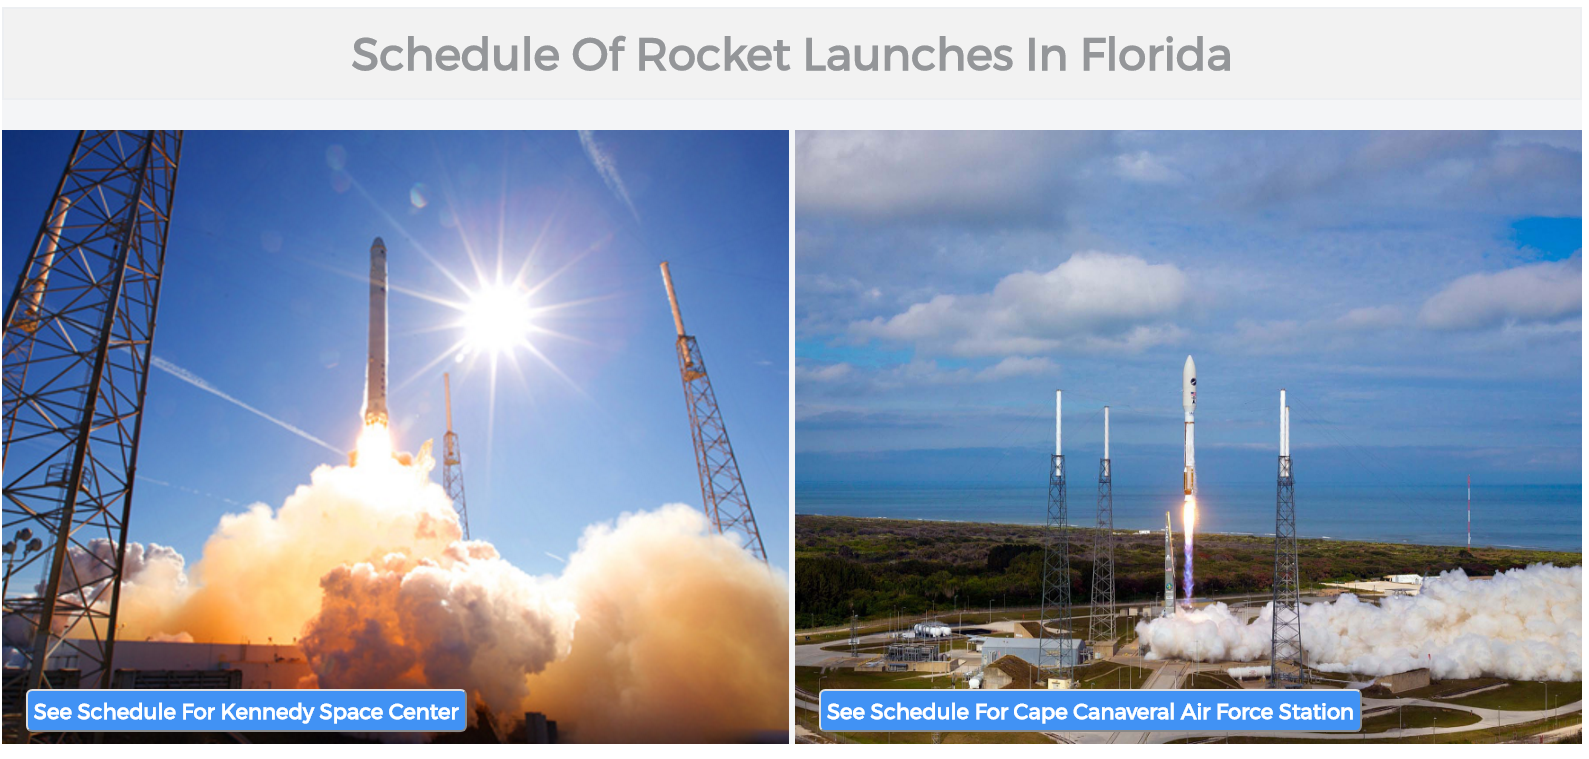 Schedule Of Rocket Launches In Florida
See Schedule For Kennedy Space Center
See Schedule For Cape Canaveral Air Force Station